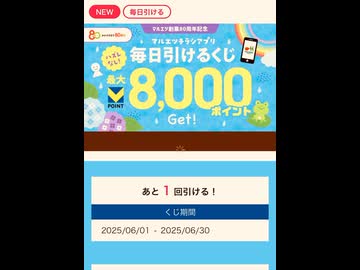 NEW 毎日引ける
マルエツ創業80周年記念
マルエツチラシアプリ
ハズレなし!
毎日引けるくじ
最大
V POINT
8,000
ポイント
Get!
あと 1 回引ける！
くじ期間
2025/06/01 - 2025/06/30